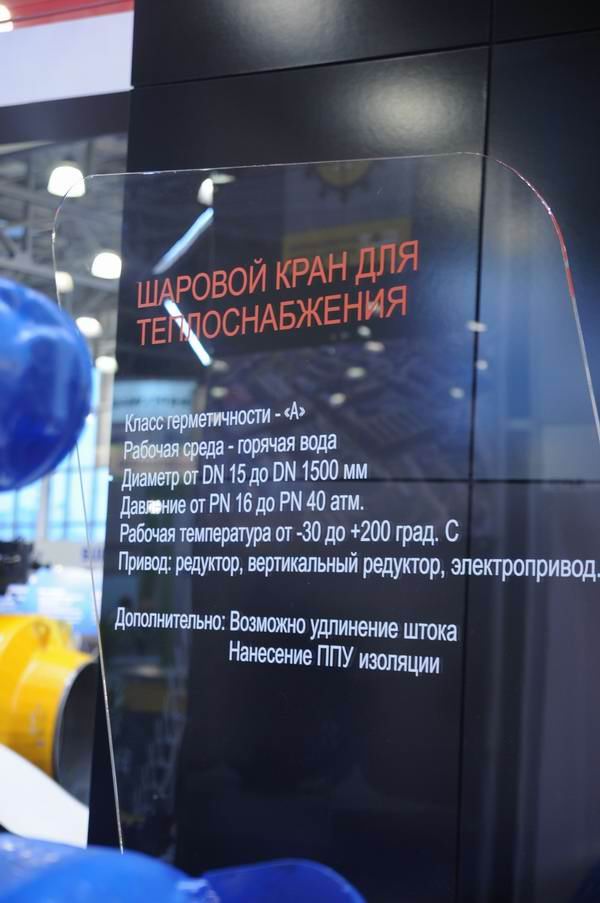 ШАРОВОЙ КРАН ДЛЯ
ТЕПЛОСНАБЖЕНИЯ
Класс герметичности - «А»
Рабочая среда - горячая вода
Диаметр от DN 15 до DN 1500 мм
Давление от PN 16 до PN 40 атм.
Рабочая температура от -30 до +200 град. С
Привод: редуктор, вертикальный редуктор, электропривод.
Дополнительно: Возможно удлинение штока
Нанесение ППУ изоляции